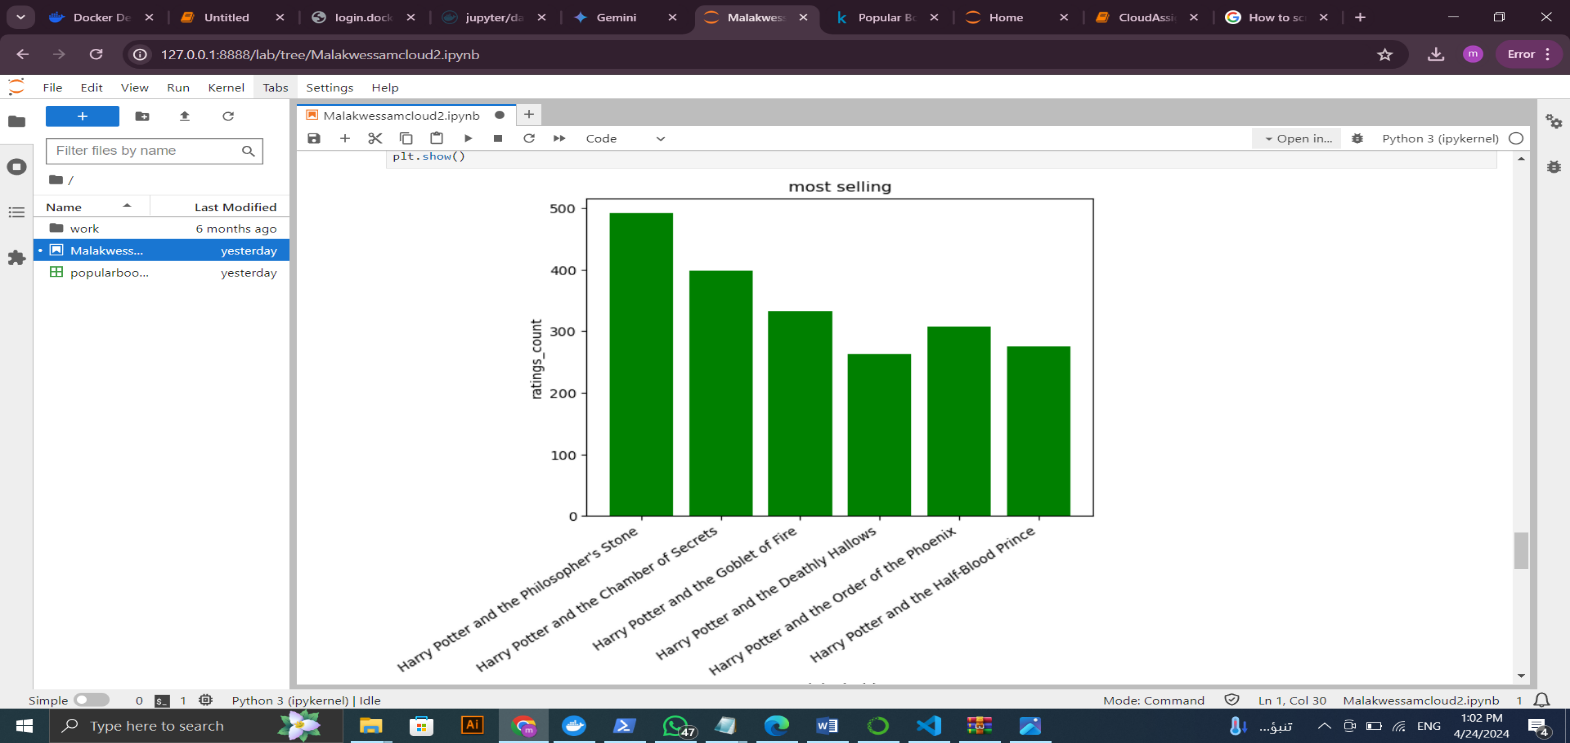 Docker De
Untitled
login.dock
jupyter/da
Gemini
Malakwes
Popular Bo
Home
CloudAssi
How to sc
127.0.0.1:8888/lab/tree/Malakwessamcloud2.ipynb
m
Error
File Edit View Run Kernel Tabs Settings Help
+
Malakwessamcloud2.ipynb
Filter files by name
Code
Open in...
Python 3 (ipykernel)
/
Name
Last Modified
work
6 months ago
Malakwess...
yesterday
popularboo...
yesterday
plt.show()
most selling
500
400
300
200
100
0
ratings_count
Harry Potter and the Philosopher's Stone
Harry Potter and the Chamber of Secrets
Harry Potter and the Goblet of Fire
Harry Potter and the Deathly Hallows
Harry Potter and the Order of the Phoenix
Harry Potter and the Half-Blood Prince
Simple
0
1
Python 3 (ipykernel) | Idle
Mode: Command
Ln 1, Col 30
Malakwessamcloud2.ipynb
1
Type here to search
Ai
47
تنبؤ...
ENG
1:02 PM
4/24/2024
4